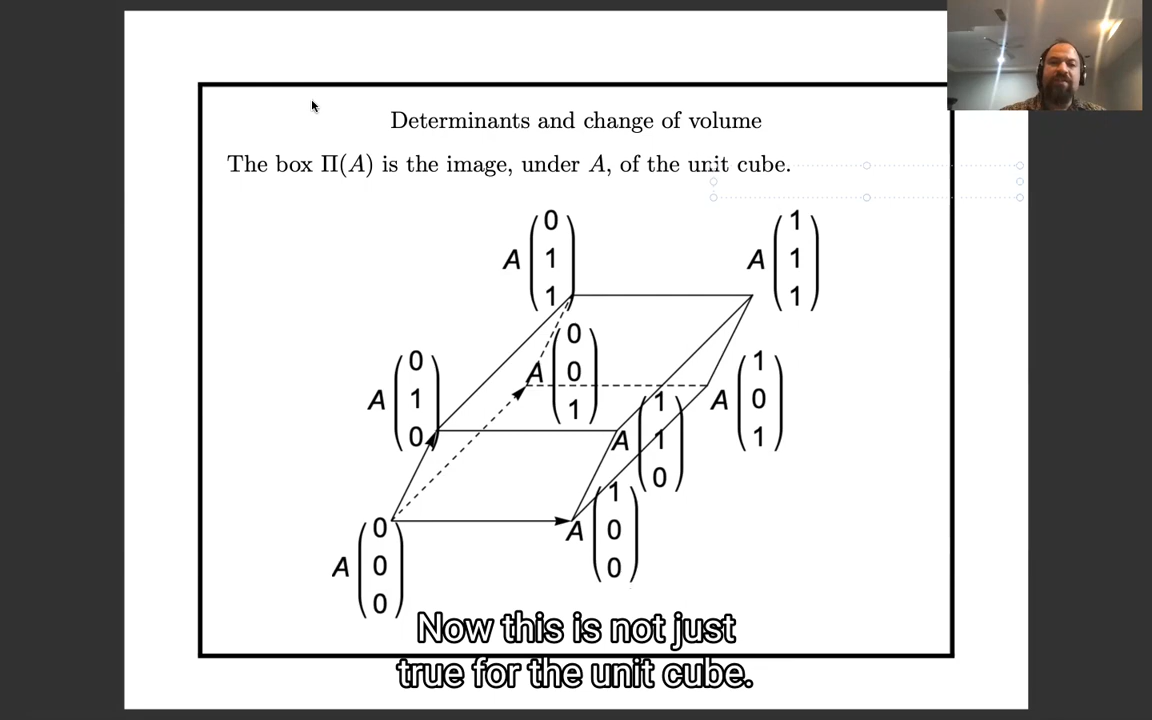 Determinants and change of volume
The box Π(A) is the image, under A, of the unit cube.
A
0
1
1
A
1
1
1
A
0
0
1
A
0
1
0
A
1
0
1
A
1
1
0
A
1
0
0
A
0
0
0
Now this is not just
true for the unit cube.